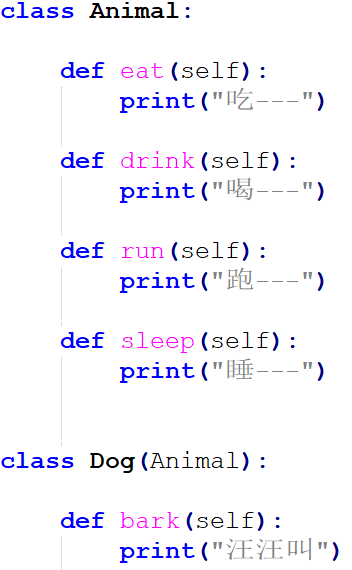 class Animal:
    def eat(self):
        print("吃---")
    def drink(self):
        print("喝---")
    def run(self):
        print("跑---")
    def sleep(self):
        print("睡---")
class Dog(Animal):
    def bark(self):
        print("汪汪叫")